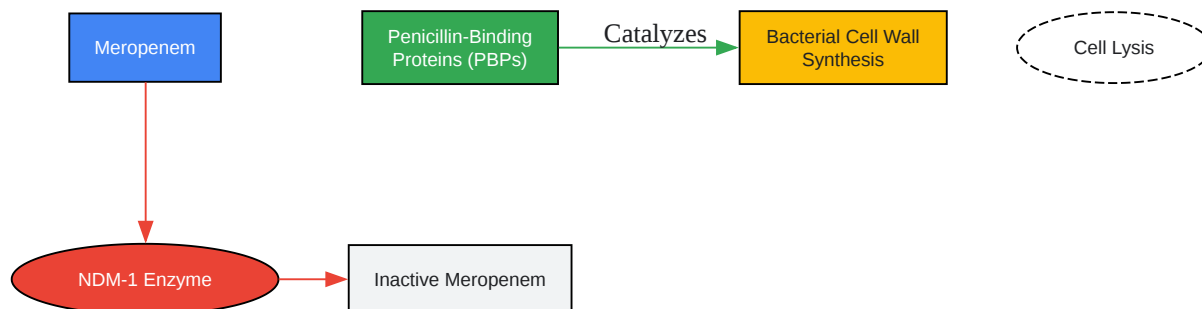 Meropenem
Penicillin-Binding
Proteins (PBPs)
Catalyzes
Bacterial Cell Wall
Synthesis
Cell Lysis
NDM-1 Enzyme
Inactive Meropenem